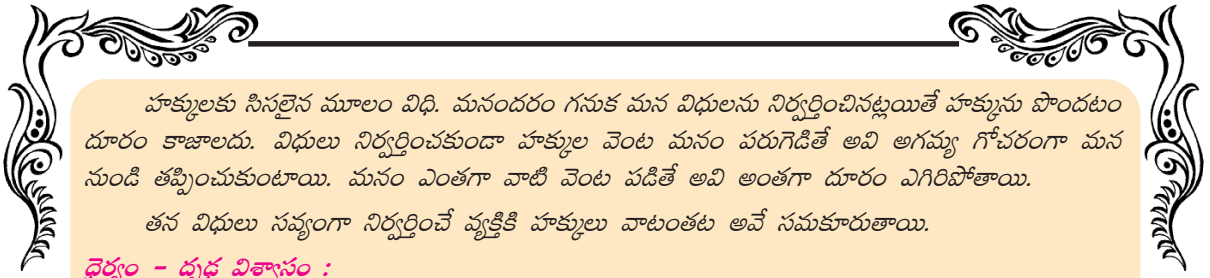 హక్కులకు సిసలైన మూలం విధి. మనందరం గనుక మన విధులను నిర్వర్తించినట్లయితే హక్కును పొందటం
దూరం కాజాలదు. విధులు నిర్వర్తించకుండా హక్కుల వెంట మనం పరుగెడితే అవి అగమ్య గోచరంగా మన
నుండి తప్పించుకుంటాయి. మనం ఎంతగా వాటి వెంట పడితే అవి అంతగా దూరం ఎగిరిపోతాయి.
తన విధులు సవ్యంగా నిర్వర్తించే వ్యక్తికి హక్కులు వాటంతట అవే సమకూరుతాయి.
ధైర్యం - దృఢ విశ్వాసం :